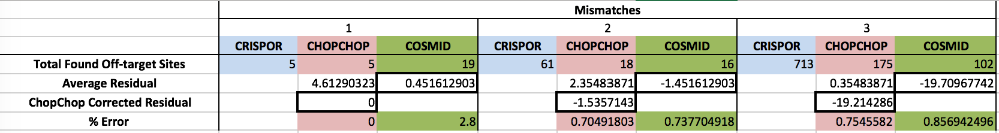 Mismatches
1 2 3
CRISPOR CHOPCHOP COSMID CRISPOR CHOPCHOP COSMID CRISPOR CHOPCHOP COSMID
Total Found Off-target Sites 5 5 19 61 18 16 713 175 102
Average Residual 4.61290323 0.451612903 2.35483871 -1.451612903 0.35483871 -19.70967742
ChopChop Corrected Residual 0 -1.5357143 -19.214286
% Error 0 2.8 0.70491803 0.737704918 0.7545582 0.856942496